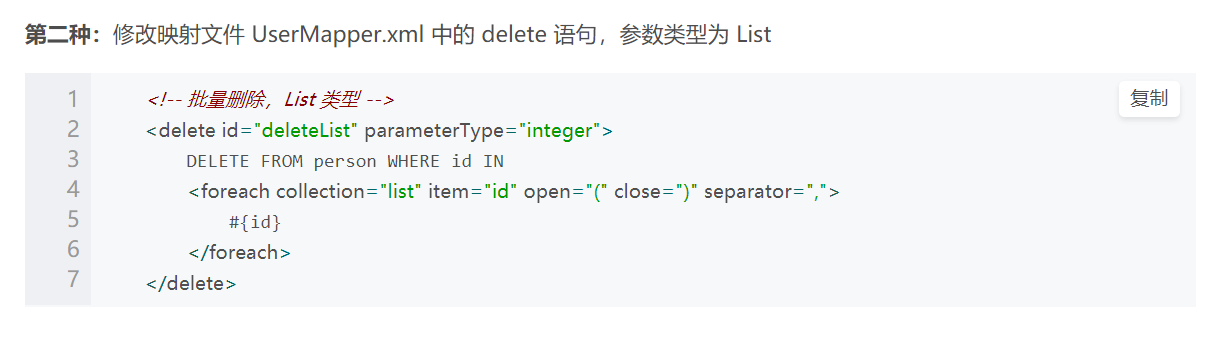 第二种：修改映射文件 UserMapper.xml 中的 delete 语句，参数类型为 List
复制
1 <!-- 批量删除，List 类型 -->
2 <delete id="deleteList" parameterType="integer">
3 DELETE FROM person WHERE id IN
4 <foreach collection="list" item="id" open="(" close=")" separator=",">
5 #{id}
6 </foreach>
7 </delete>